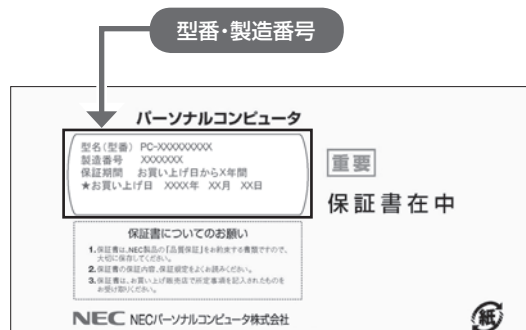 型番・製造番号
パーソナルコンピュータ
型名(型番) PC-XXXXXXXXX
製造番号 XXXXXXX
保証期間 お買い上げ日からX年間
★お買い上げ日 XXXX年 XX月 XX日
重要
保証書在中
保証書についてのお願い
1.保証書は、NEC製品の「品質保証」をお約束する書類ですので、
大切に保存してください。
2.保証書の保証内容、保証規定をよくお読みください。
3.保証書は、お買い上げ販売店で所定事項を記入されたものを
お受け取りください。
NEC NECパーソナルコンピュータ株式会社
紙